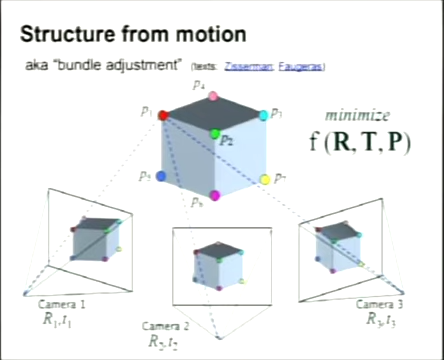 Structure from motion
aka "bundle adjustment" (texts: Zisserman; Faugeras)
p4
p1
p3
minimize
p2
f (R, T, P)
p5
p7
p6
Camera 1
R1,t1
Camera 2
R2,t2
Camera 3
R3,t3